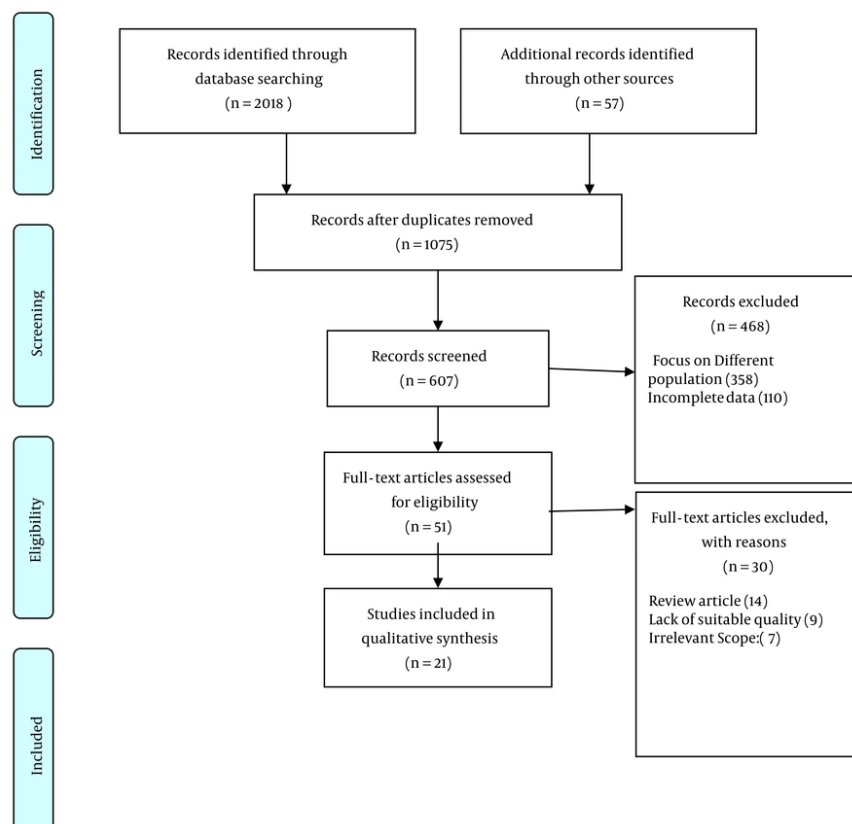 Identification
Records identified through
database searching
(n = 2018 )
Additional records identified
through other sources
(n = 57)
Records after duplicates removed
(n = 1075)
Screening
Records screened
(n = 607)
Records excluded
(n = 468)
Focus on Different
population (358)
Incomplete data (110)
Eligibility
Full-text articles assessed
for eligibility
(n = 51)
Full-text articles excluded,
with reasons
(n = 30)
Review article (14)
Lack of suitable quality (9)
Irrelevant Scope:( 7)
Included
Studies included in
qualitative synthesis
(n = 21)